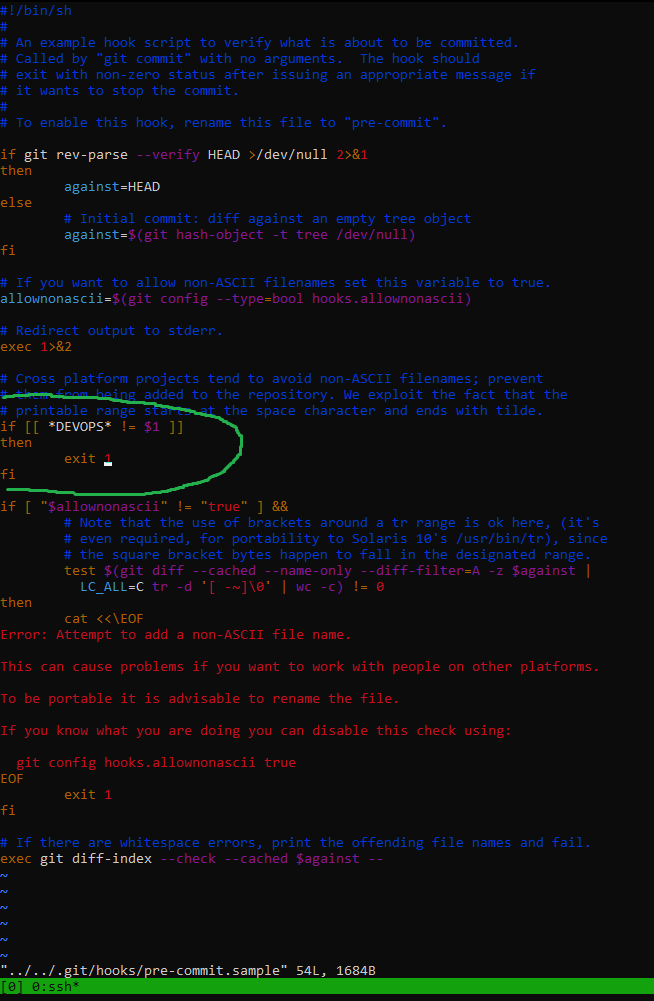 #!/bin/sh
#
# An example hook script to verify what is about to be committed.
# Called by "git commit" with no arguments.  The hook should
# exit with non-zero status after issuing an appropriate message if
# it wants to stop the commit.
#
# To enable this hook, rename this file to "pre-commit".

if git rev-parse --verify HEAD >/dev/null 2>&1
then
        against=HEAD
else
        # Initial commit: diff against an empty tree object
        against=$(git hash-object -t tree /dev/null)
fi

# If you want to allow non-ASCII filenames set this variable to true.
allownonascii=$(git config --type=bool hooks.allownonascii)

# Redirect output to stderr.
exec 1>&2

# Cross platform projects tend to avoid non-ASCII filenames; prevent
# them from being added to the repository. We exploit the fact that the
# printable range starts at the space character and ends with tilde.
if [[ *DEVOPS* != $1 ]]
then
        exit 1
fi

if [ "$allownonascii" != "true" ] &&
        # Note that the use of brackets around a tr range is ok here, (it's
        # even required, for portability to Solaris 10's /usr/bin/tr), since
        # the square bracket bytes happen to fall in the designated range.
        test $(git diff --cached --name-only --diff-filter=A -z $against |
          LC_ALL=C tr -d '[ -~]\0' | wc -c) != 0
then
        cat <<\EOF
Error: Attempt to add a non-ASCII file name.

This can cause problems if you want to work with people on other platforms.

To be portable it is advisable to rename the file.

If you know what you are doing you can disable this check using:

  git config hooks.allownonascii true
EOF
        exit 1
fi

# If there are whitespace errors, print the offending file names and fail.
exec git diff-index --check --cached $against --
~
~
~
~
~
~
"../../.git/hooks/pre-commit.sample" 54L, 1684B
[0] 0:ssh*